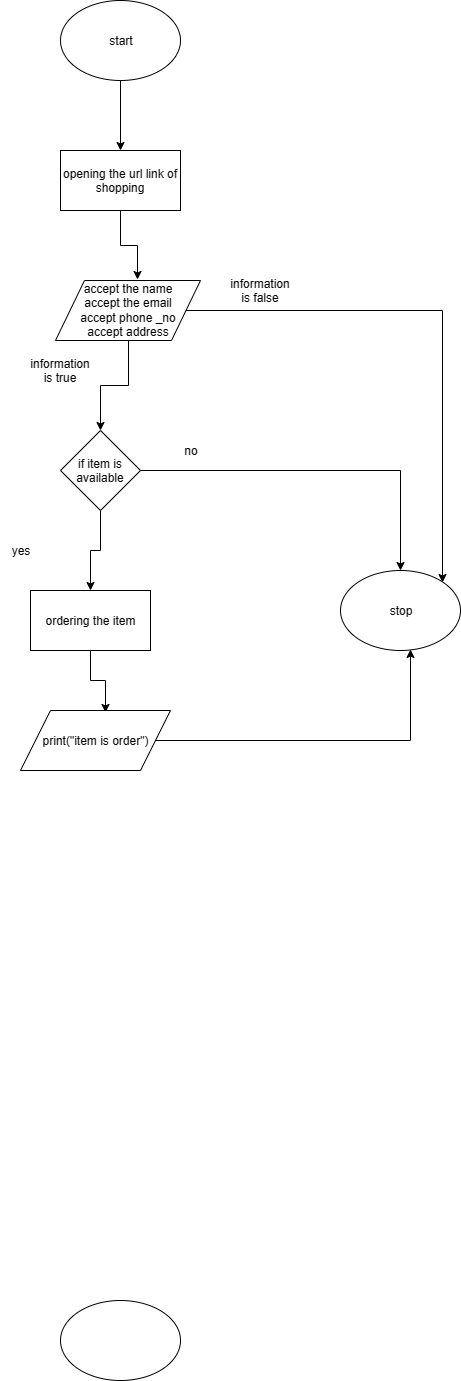 start
opening the url link of
shopping
accept the name
accept the email
accept phone _no
accept address
information
is false
information
is true
if item is
available
no
yes
ordering the item
stop
print("item is order")